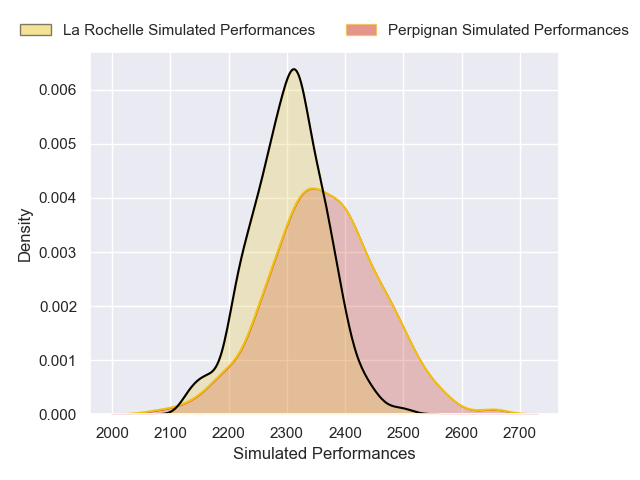 La Rochelle Simulated Performances Perpignan Simulated Performances
0.006
0.005
0.004
0.003
0.002
0.001
0.000
Density
2000 2100 2200 2300 2400 2500 2600 2700
Simulated Performances